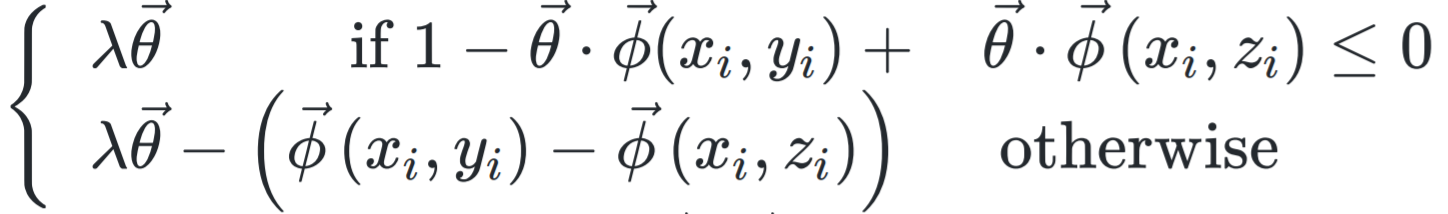 λθ⃗ if 1 − θ⃗ · ϕ⃗(xᵢ, yᵢ) + θ⃗ · ϕ⃗ (xᵢ, zᵢ) ≤ 0
λθ⃗ − (ϕ⃗ (xᵢ, yᵢ) − ϕ⃗ (xᵢ, zᵢ)) otherwise